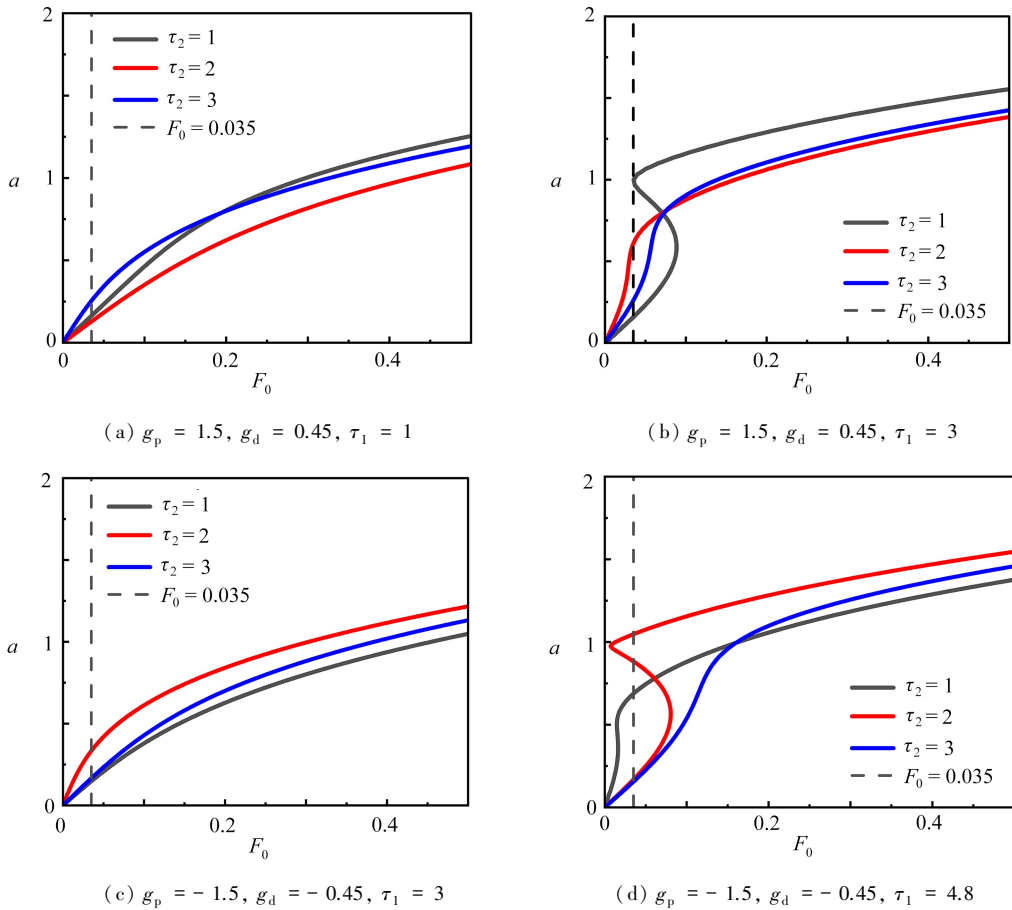 2
τ₂ = 1
τ₂ = 2
τ₂ = 3
F₀ = 0.035
a
1
0
0
0.2
0.4
F₀
(a) gₚ = 1.5, g_d = 0.45, τ₁ = 1
2
a
1
τ₂ = 1
τ₂ = 2
τ₂ = 3
F₀ = 0.035
0
0
0.2
0.4
F₀
(b) gₚ = 1.5, g_d = 0.45, τ₁ = 3
2
τ₂ = 1
τ₂ = 2
τ₂ = 3
F₀ = 0.035
a
1
0
0
0.2
0.4
F₀
(c) gₚ = − 1.5, g_d = − 0.45, τ₁ = 3
2
a
1
τ₂ = 1
τ₂ = 2
τ₂ = 3
F₀ = 0.035
0
0
0.2
0.4
F₀
(d) gₚ = − 1.5, g_d = − 0.45, τ₁ = 4.8